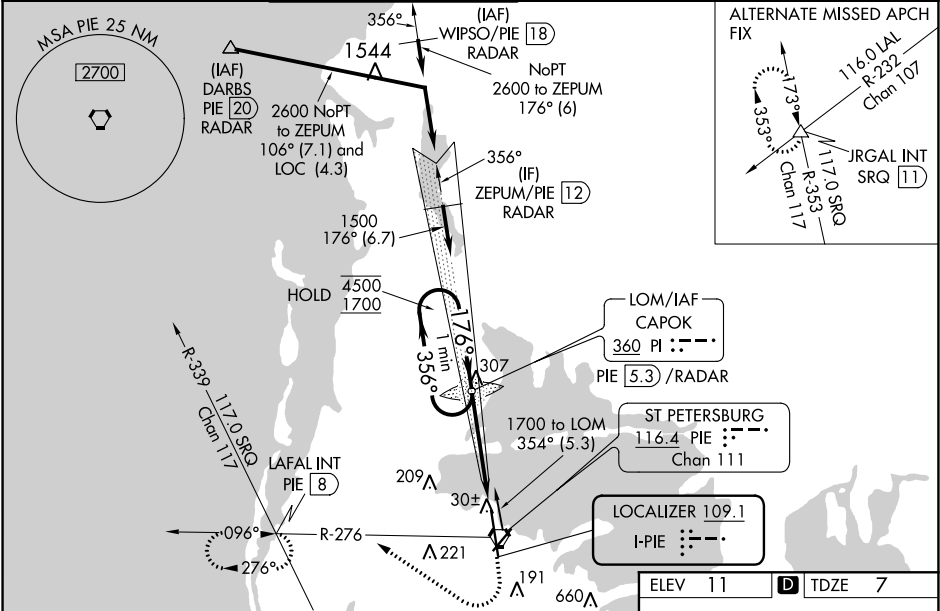 MSA PIE 25 NM
2700
(IAF)
DARBS
PIE 20
RADAR
2600 NoPT
to ZEPUM
106° (7.1) and
LOC (4.3)
1544
356°
(IAF)
WIPSO/PIE 18
RADAR
NoPT
2600 to ZEPUM
176° (6)
356°
(IF)
ZEPUM/PIE 12
RADAR
1500
176° (6.7)
HOLD 4500
1700
176°
1 min
356°
307
LOM/IAF
CAPOK
360 PI
PIE 5.3 /RADAR
1700 to LOM
354° (5.3)
ST PETERSBURG
116.4 PIE
Chan 111
LOCALIZER 109.1
I-PIE
R-339
117.0 SRQ
Chan 117
LAFAL INT
PIE 8
096°
276°
R-276
209
30±
221
191
660
ALTERNATE MISSED APCH
FIX
116.0 LAL
R-232
Chan 107
173°
353°
JRGAL INT
SRQ 11
117.0 SRQ
R-353
Chan 117
ELEV 11
D TDZE 7